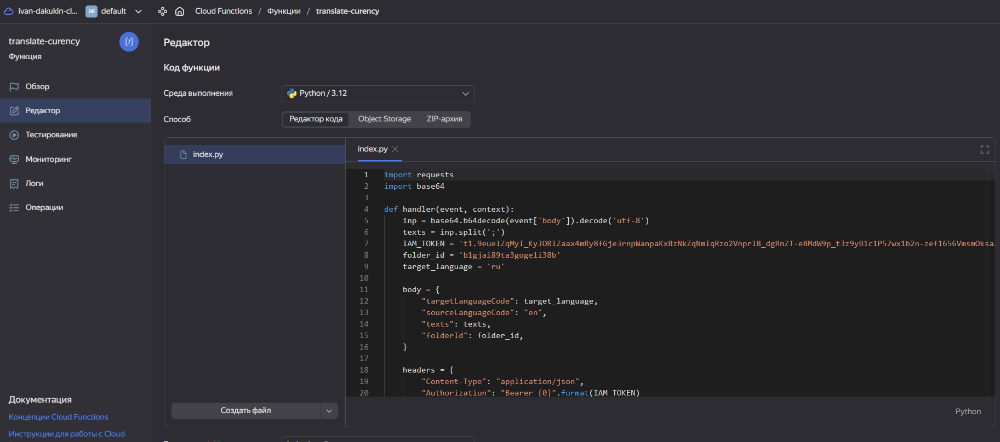 ivan-dakukin-cl... DE default Cloud Functions / Функции / translate-curency
translate-curency
Функция
Обзор
Редактор
Тестирование
Мониторинг
Логи
Операции
Документация
Концепции Cloud Functions
Инструкции для работы с Cloud
Редактор
Код функции
Среда выполнения Python / 3.12
Способ Редактор кода Object Storage ZIP-архив
index.py
Создать файл
index.py
1 import requests
2 import base64
3
4 def handler(event, context):
5 inp = base64.b64decode(event['body']).decode('utf-8')
6 texts = inp.split(';')
7 IAM_TOKEN =
8 folder_id = 'b1gjai89ta3goge1i38b'
9 target_language = 'ru'
10
11 body = {
12 "targetLanguageCode": target_language,
13 "sourceLanguageCode": "en",
14 "texts": texts,
15 "folderId": folder_id,
16 }
17
18 headers = {
19 "Content-Type": "application/json",
20 "Authorization": "Bearer {0}".format(IAM_TOKEN)
Python